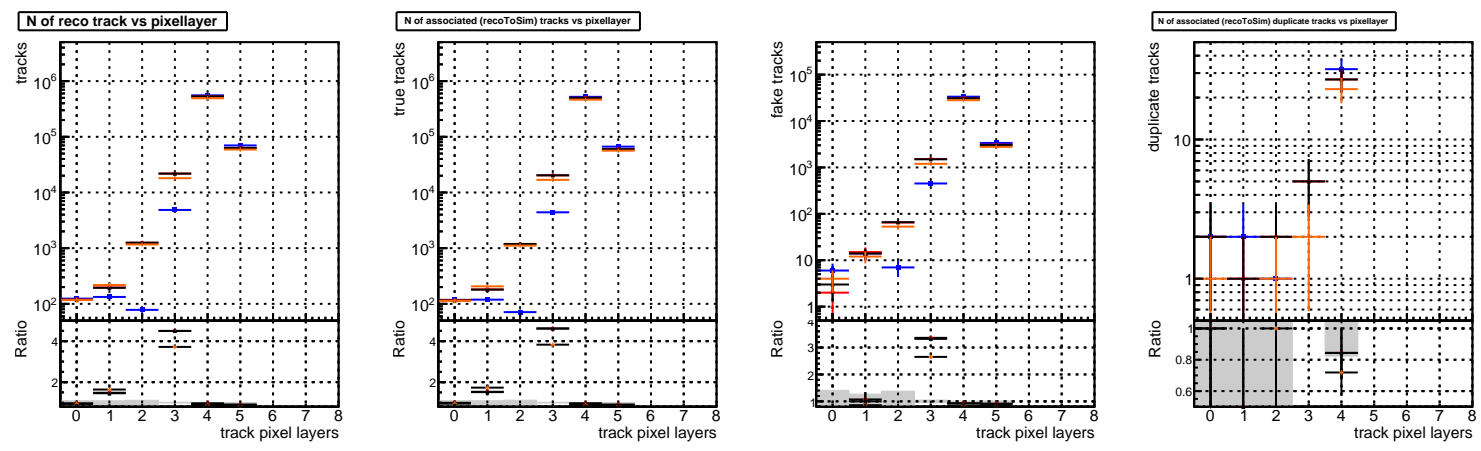 N of reco track vs pixellayer
tracks
10^6
10^5
10^4
10^3
10^2
Ratio
4
2
0 1 2 3 4 5 6 7 8
track pixel layers
N of associated (recoToSim) tracks vs pixellayer
true tracks
10^6
10^5
10^4
10^3
10^2
Ratio
4
2
0 1 2 3 4 5 6 7 8
track pixel layers
fake tracks
10^5
10^4
10^3
10^2
10
1
Ratio
4
3
2
1
0 1 2 3 4 5 6 7 8
track pixel layers
N of associated (recoToSim) duplicate tracks vs pixellayer
duplicate tracks
10
1
Ratio
1
0.8
0.6
0 1 2 3 4 5 6 7 8
track pixel layers